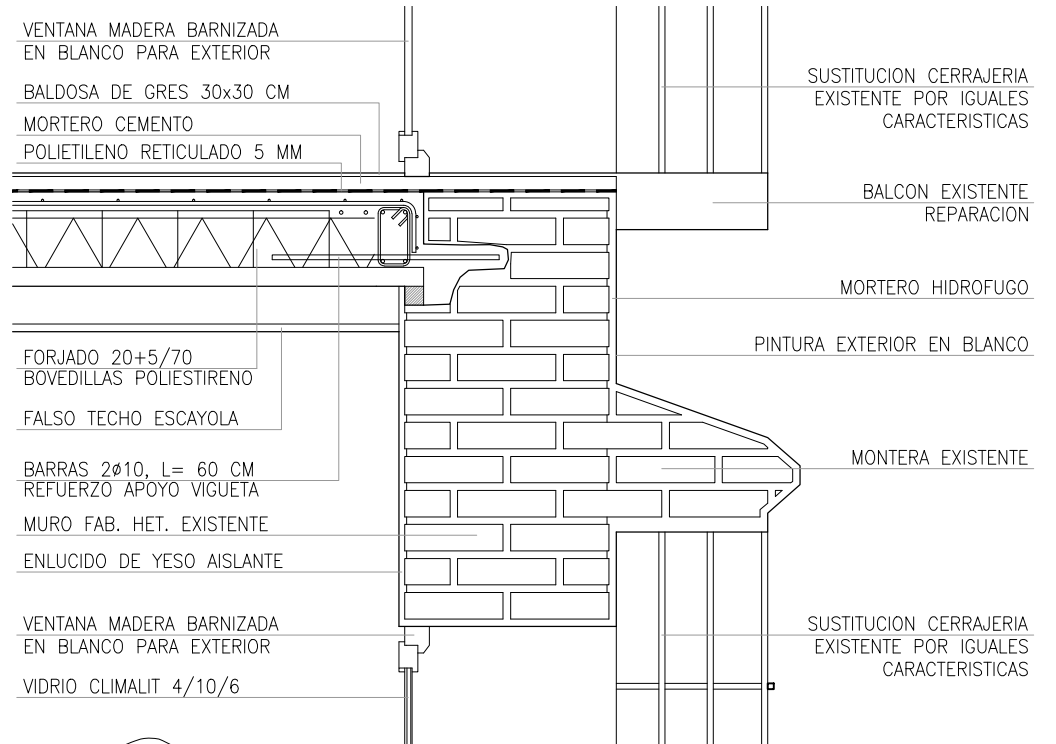 VENTANA MADERA BARNIZADA
EN BLANCO PARA EXTERIOR
BALDOSA DE GRES 30x30 CM
MORTERO CEMENTO
POLIETILENO RETICULADO 5 MM
FORJADO 20+5/70
BOVEDILLAS POLIESTIRENO
FALSO TECHO ESCAYOLA
BARRAS 2ø10, L= 60 CM
REFUERZO APOYO VIGUETA
MURO FAB. HET. EXISTENTE
ENLUCIDO DE YESO AISLANTE
VENTANA MADERA BARNIZADA
EN BLANCO PARA EXTERIOR
VIDRIO CLIMALIT 4/10/6
SUSTITUCION CERRAJERIA
EXISTENTE POR IGUALES
CARACTERISTICAS
BALCON EXISTENTE
REPARACION
MORTERO HIDROFUGO
PINTURA EXTERIOR EN BLANCO
MONTERA EXISTENTE
SUSTITUCION CERRAJERIA
EXISTENTE POR IGUALES
CARACTERISTICAS